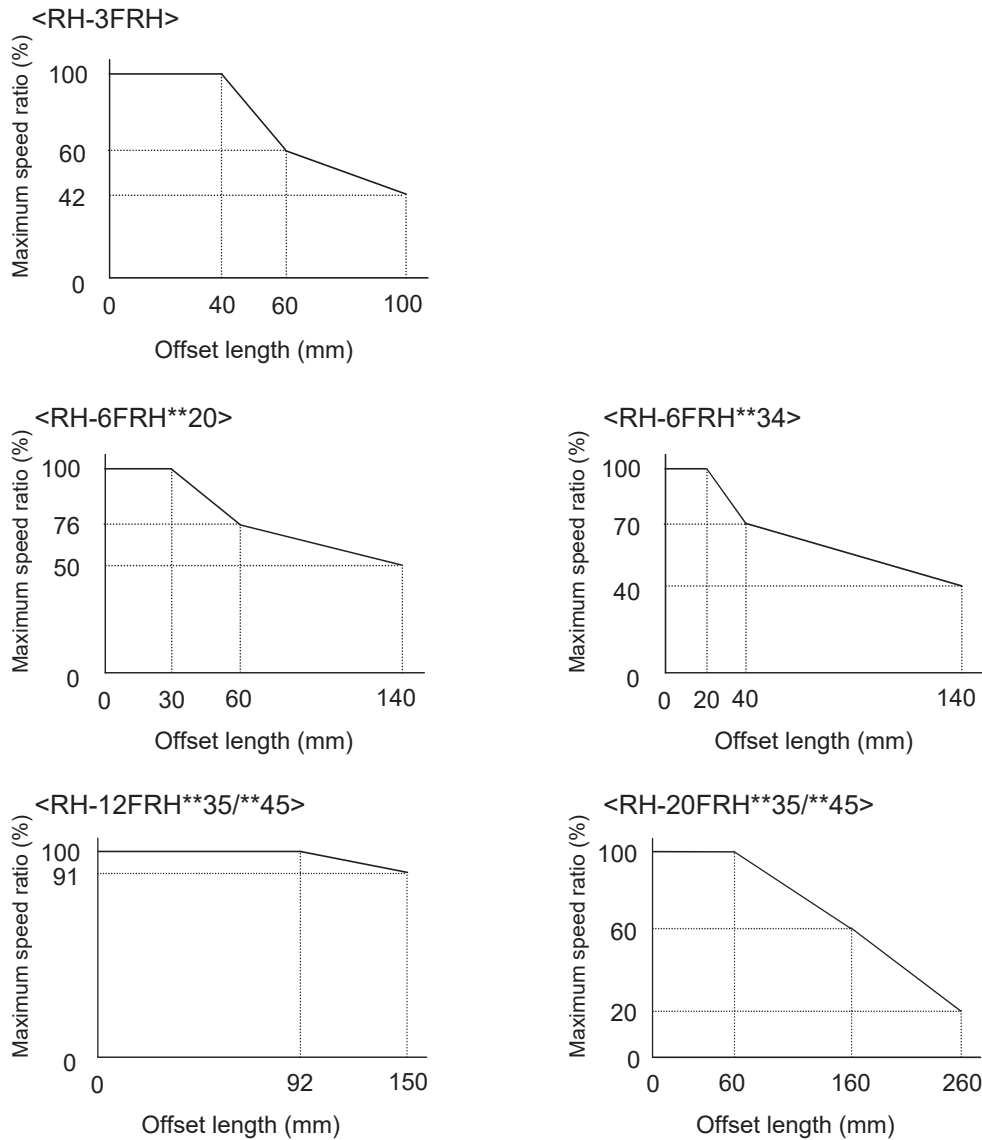 <RH-3FRH>
Maximum speed ratio (%)
100
60
42
0
0 40 60 100
Offset length (mm)
<RH-6FRH**20>
Maximum speed ratio (%)
100
76
50
0
0 30 60 140
Offset length (mm)
<RH-6FRH**34>
Maximum speed ratio (%)
100
70
40
0
0 20 40 140
Offset length (mm)
<RH-12FRH**35/**45>
Maximum speed ratio (%)
100
91
0
0 92 150
Offset length (mm)
<RH-20FRH**35/**45>
Maximum speed ratio (%)
100
60
20
0
0 60 160 260
Offset length (mm)